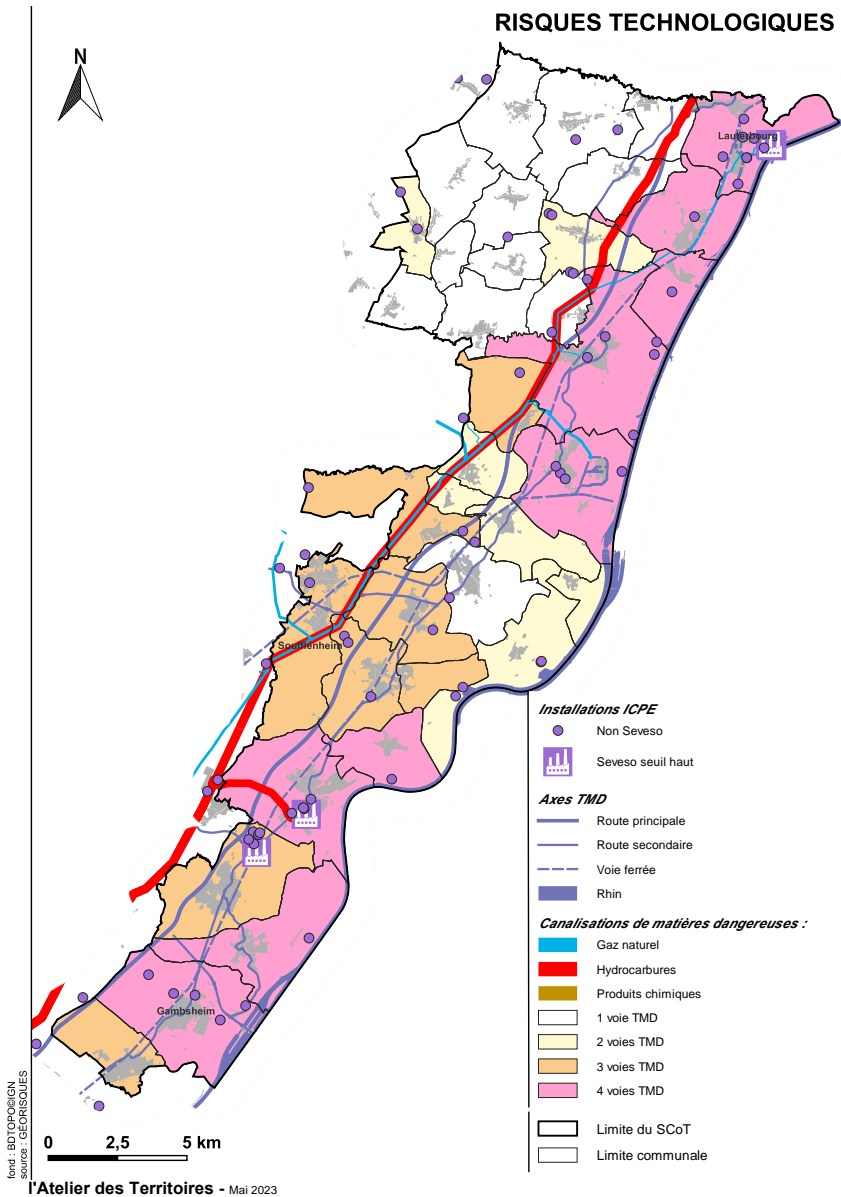 RISQUES TECHNOLOGIQUES
N
Lauterbourg
Soufflenheim
Gambsheim
Installations ICPE
Non Seveso
Seveso seuil haut
Axes TMD
Route principale
Route secondaire
Voie ferrée
Rhin
Canalisations de matières dangereuses :
Gaz naturel
Hydrocarbures
Produits chimiques
1 voie TMD
2 voies TMD
3 voies TMD
4 voies TMD
Limite du SCoT
Limite communale
0 2,5 5 km
fond : BDTOPO©IGN
source : GÉORISQUES
l'Atelier des Territoires - Mai 2023